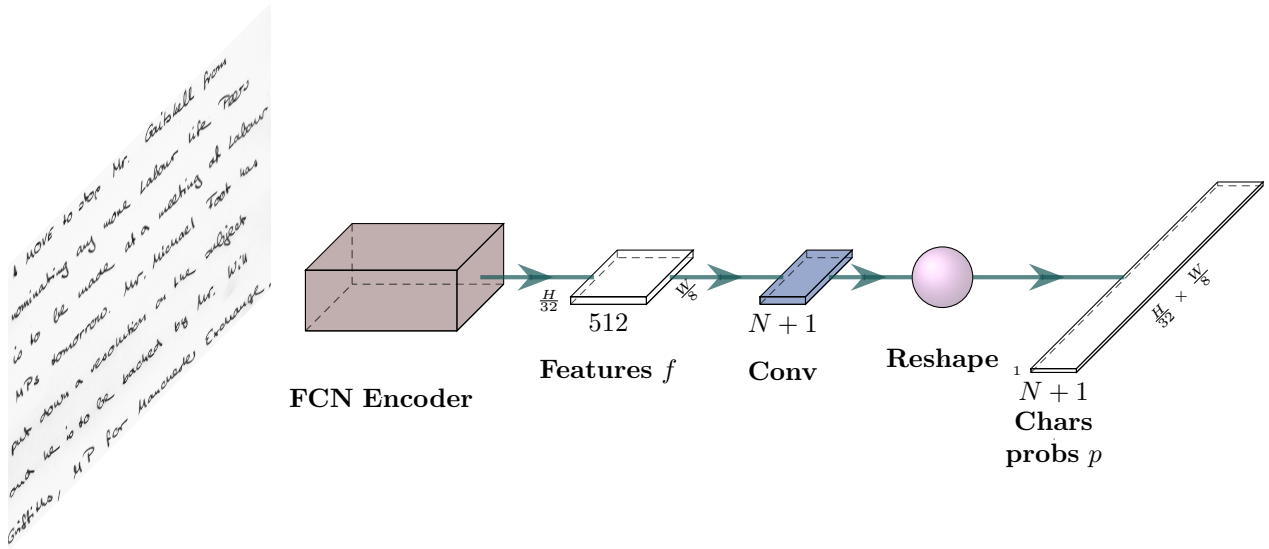 A MOVE to stop Mr. Gaitskell from
nominating any more Labour life Peers
is to be made at a meeting of Labour
MPs tomorrow. Mr. Michael Foot has
put down a resolution on the subject
and he is to be backed by Mr. Will
Griffiths, MP for Manchester Exchange.
FCN Encoder
H/32
W/8
512
Features f
N + 1
Conv
Reshape
1
H/32 × W/8
N + 1
Chars
probs p